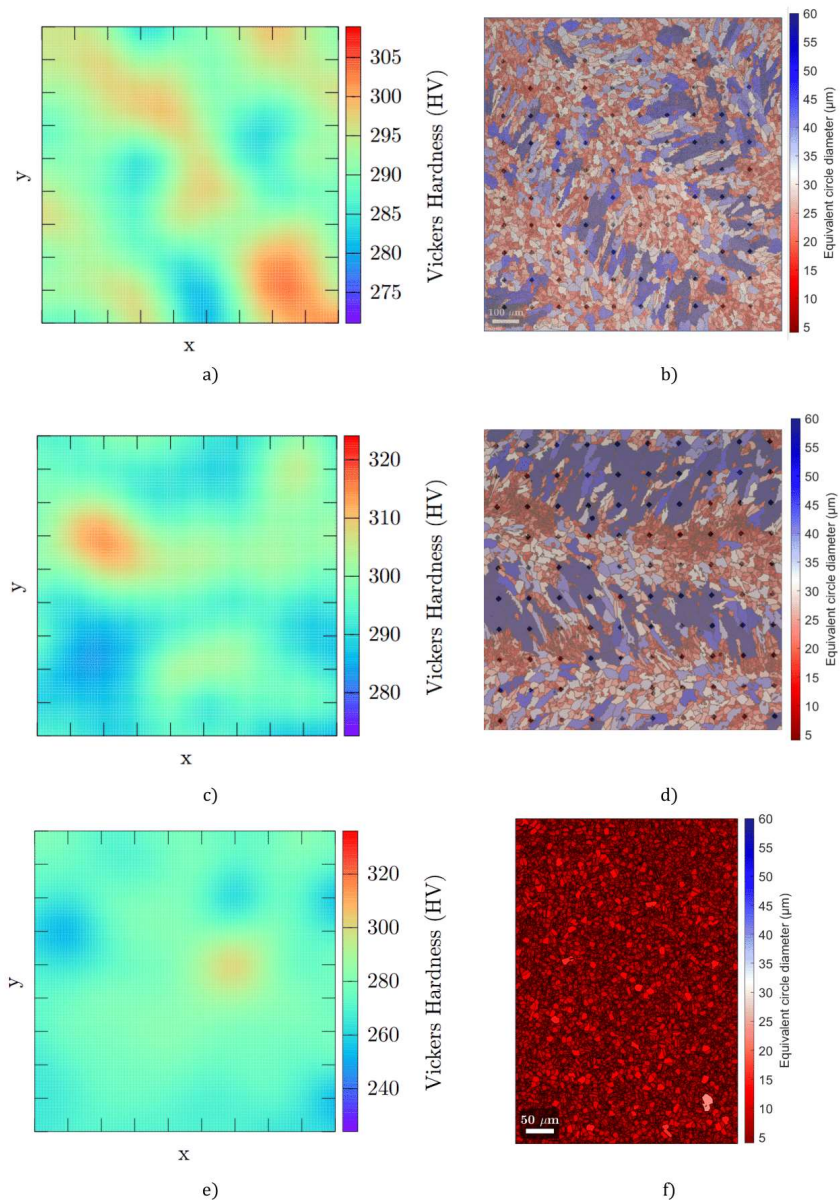 305
300
295
290
285
280
275
Vickers Hardness (HV)
y
x
a)
60
55
50
45
40
35
30
25
20
15
10
5
Equivalent circle diameter (µm)
100 µm
b)
320
310
300
290
280
Vickers Hardness (HV)
y
x
c)
60
55
50
45
40
35
30
25
20
15
10
5
Equivalent circle diameter (µm)
d)
320
300
280
260
240
Vickers Hardness (HV)
y
x
e)
60
55
50
45
40
35
30
25
20
15
10
5
Equivalent circle diameter (µm)
50 µm
f)